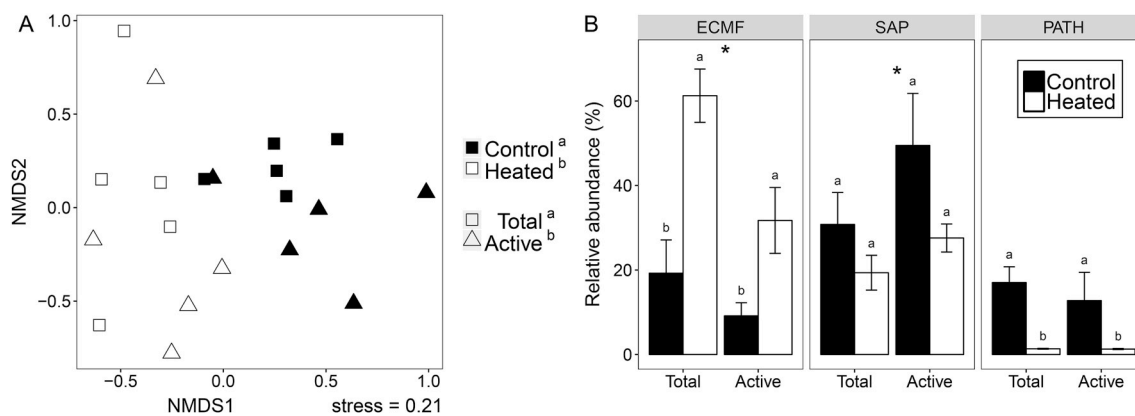 A
1.0
0.5
0.0
−0.5
NMDS2
−0.5 0.0 0.5 1.0
NMDS1 stress = 0.21
Control a
Heated b
Total a
Active b
B
ECMF SAP PATH
Relative abundance (%)
60
40
20
0
b a b a
*
a a a a
*
a b a b
Control
Heated
Total Active Total Active Total Active